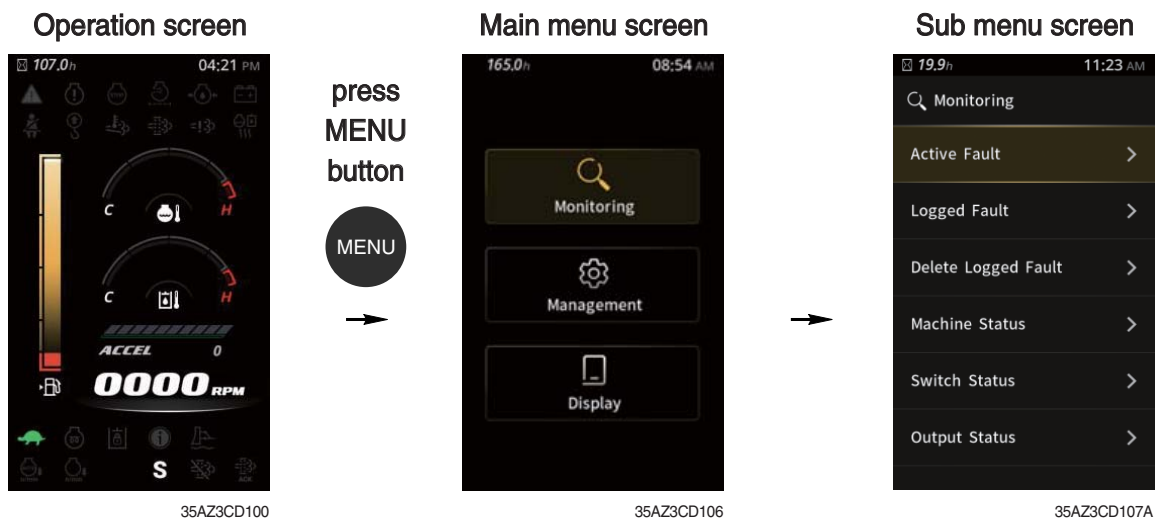 Operation screen
107.0h
04:21 PM
C
H
C
H
ACCEL 0
0000 RPM
S
ACK
35AZ3CD100
press
MENU
button
MENU
Main menu screen
165.0h
08:54 AM
Monitoring
Management
Display
35AZ3CD106
Sub menu screen
19.9h
11:23 AM
Monitoring
Active Fault
Logged Fault
Delete Logged Fault
Machine Status
Switch Status
Output Status
35AZ3CD107A